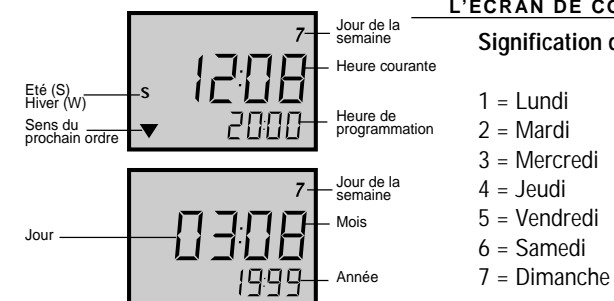 L'ECRAN DE CO
Signification d
7
Jour de la
semaine
12:08
Heure courante
Eté (S)
Hiver (W)
S
Sens du
prochain ordre
20:00
Heure de
programmation
1 = Lundi
2 = Mardi
3 = Mercredi
4 = Jeudi
5 = Vendredi
6 = Samedi
7 = Dimanche
7
Jour de la
semaine
Jour
03:08
Mois
19:99
Année